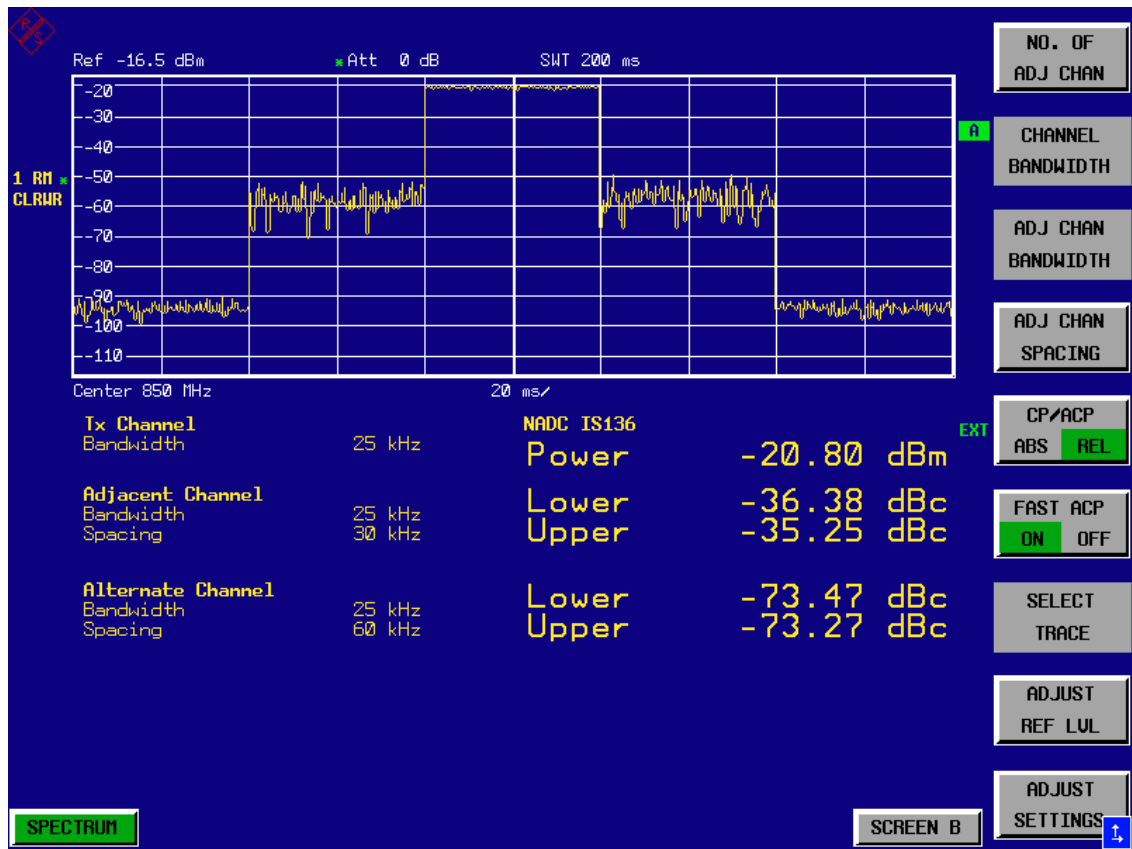 R S
Ref -16.5 dBm *Att 0 dB SWT 200 ms
-20
-30
-40
-50
-60
-70
-80
-90
-100
-110
1 RM *
CLRWR
A
Center 850 MHz 20 ms/
Tx Channel NADC IS136
Bandwidth 25 kHz Power -20.80 dBm
EXT
Adjacent Channel Lower -36.38 dBc
Bandwidth 25 kHz
Spacing 30 kHz Upper -35.25 dBc
Alternate Channel Lower -73.47 dBc
Bandwidth 25 kHz
Spacing 60 kHz Upper -73.27 dBc
NO. OF
ADJ CHAN
CHANNEL
BANDWIDTH
ADJ CHAN
BANDWIDTH
ADJ CHAN
SPACING
CP/ACP
ABS REL
FAST ACP
ON OFF
SELECT
TRACE
ADJUST
REF LVL
ADJUST
SETTINGS
SPECTRUM
SCREEN B